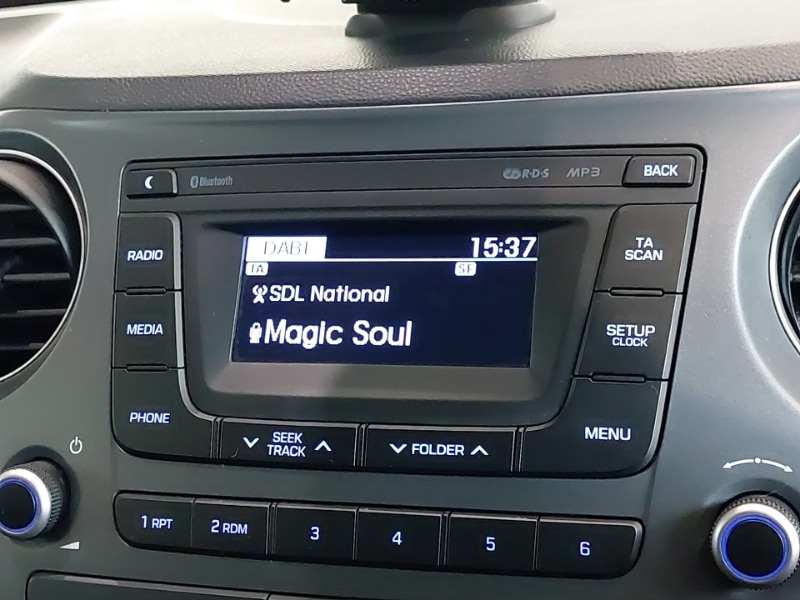 Bluetooth
R·D·S
MP3
BACK
RADIO
MEDIA
PHONE
DAB1
15:37
TA
SF
SDL National
Magic Soul
TA
SCAN
SETUP
CLOCK
MENU
SEEK
TRACK
FOLDER
1 RPT
2 RDM
3
4
5
6